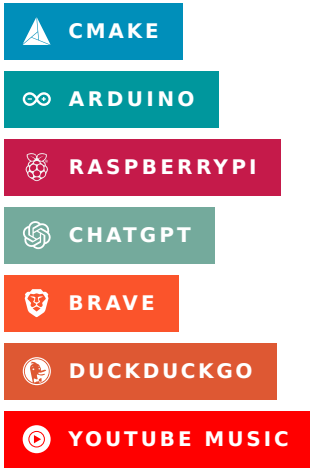 CMAKE
ARDUINO
RASPBERRYPI
CHATGPT
BRAVE
DUCKDUCKGO
YOUTUBE MUSIC